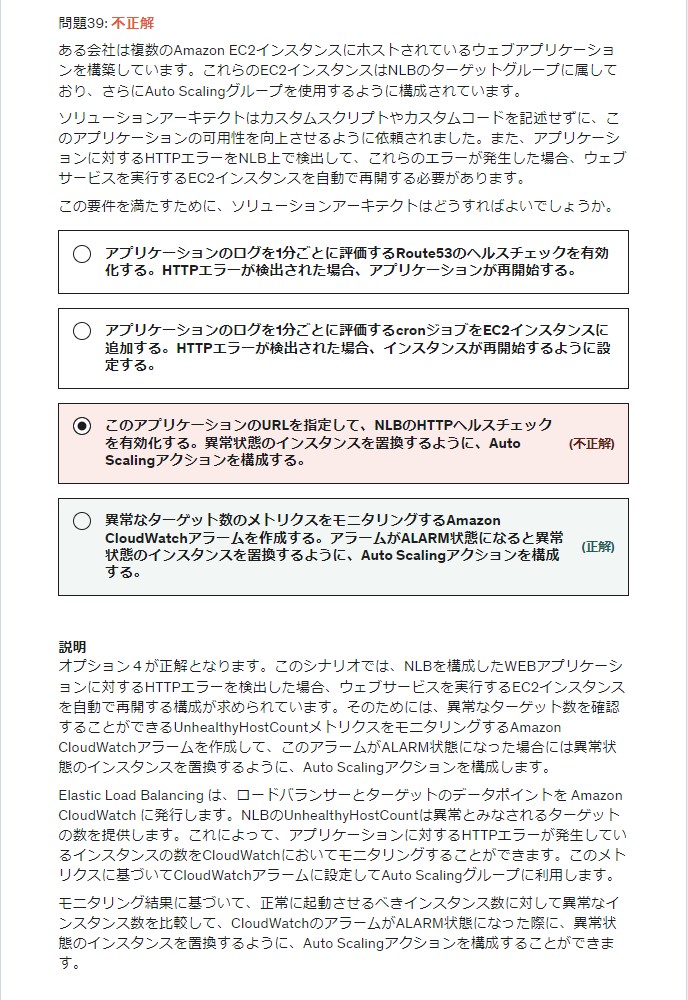 問題39: 不正解
ある会社は複数のAmazon EC2インスタンスにホストされているウェブアプリケーショ
ンを構築しています。これらのEC2インスタンスはNLBのターゲットグループに属して
おり、さらにAuto Scalingグループを使用するように構成されています。
ソリューションアーキテクトはカスタムスクリプトやカスタムコードを記述せずに、こ
のアプリケーションの可用性を向上させるように依頼されました。また、アプリケーシ
ョンに対するHTTPエラーをNLB上で検出して、これらのエラーが発生した場合、ウェブ
サービスを実行するEC2インスタンスを自動で再開する必要があります。
この要件を満たすために、ソリューションアーキテクトはどうすればよいでしょうか。
アプリケーションのログを1分ごとに評価するRoute53のヘルスチェックを有効
化する。HTTPエラーが検出された場合、アプリケーションが再開始する。
アプリケーションのログを1分ごとに評価するcronジョブをEC2インスタンスに
追加する。HTTPエラーが検出された場合、インスタンスが再開始するように設
定する。
このアプリケーションのURLを指定して、NLBのHTTPヘルスチェック
を有効化する。異常状態のインスタンスを置換するように、Auto
Scalingアクションを構成する。
(不正解)
異常なターゲット数のメトリクスをモニタリングするAmazon
CloudWatchアラームを作成する。アラームがALARM状態になると異常
状態のインスタンスを置換するように、Auto Scalingアクションを構成
する。
(正解)
説明
オプション４が正解となります。このシナリオでは、NLBを構成したWEBアプリケーシ
ョンに対するHTTPエラーを検出した場合、ウェブサービスを実行するEC2インスタンス
を自動で再開する構成が求められています。そのためには、異常なターゲット数を確認
することができるUnhealthyHostCountメトリクスをモニタリングするAmazon
CloudWatchアラームを作成して、このアラームがALARM状態になった場合には異常状
態のインスタンスを置換するように、Auto Scalingアクションを構成します。
Elastic Load Balancing は、ロードバランサーとターゲットのデータポイントを Amazon
CloudWatch に発行します。NLBのUnhealthyHostCountは異常とみなされるターゲット
の数を提供します。これによって、アプリケーションに対するHTTPエラーが発生してい
るインスタンスの数をCloudWatchにおいてモニタリングすることができます。このメト
リクスに基づいてCloudWatchアラームに設定してAuto Scalingグループに利用します。
モニタリング結果に基づいて、正常に起動させるべきインスタンス数に対して異常なイ
ンスタンス数を比較して、CloudWatchのアラームがALARM状態になった際に、異常状
態のインスタンスを置換するように、Auto Scalingアクションを構成することができま
す。